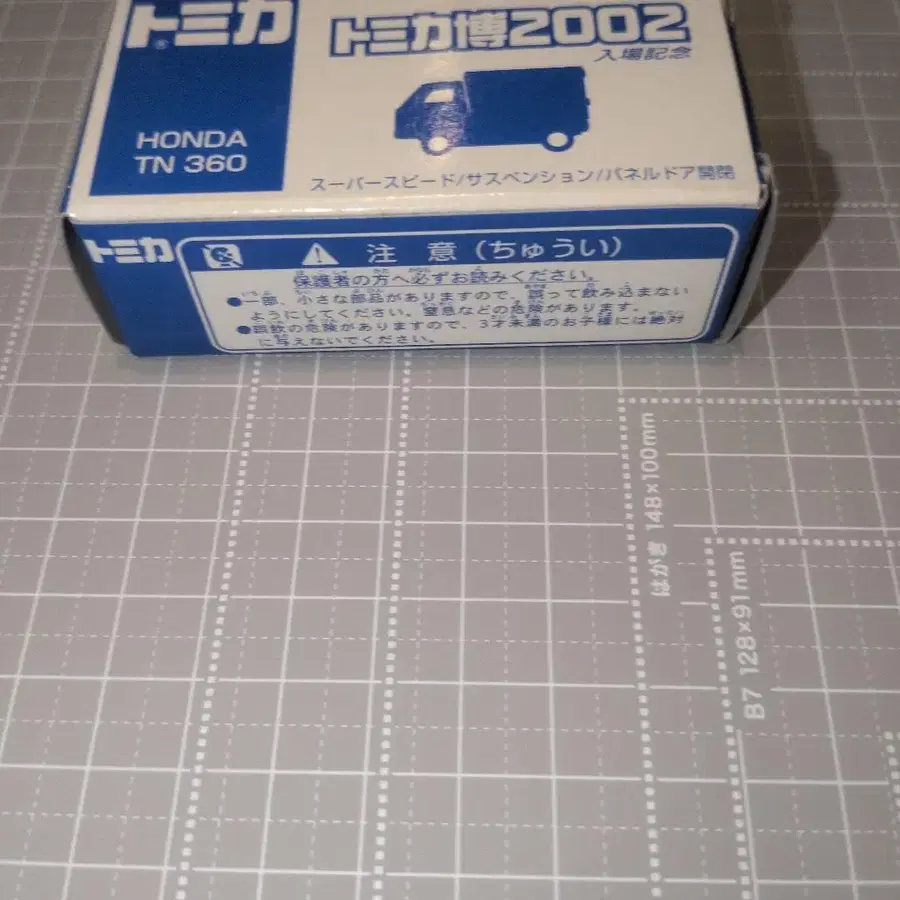 トミカ®
トミカ博2002
入場記念
HONDA
TN 360
スーパースピード/サスペンション/パネルドア開閉
トミカ
注 意(ちゅうい)
保護者の方へ必ずお読みください。
●一部、小さな部品がありますので、誤って飲み込まない
ようにしてください。窒息などの危険があります。
●誤飲の危険がありますので、3才未満のお子様には絶対
に与えないでください。
はがき 148×100mm
B7 128×91mm